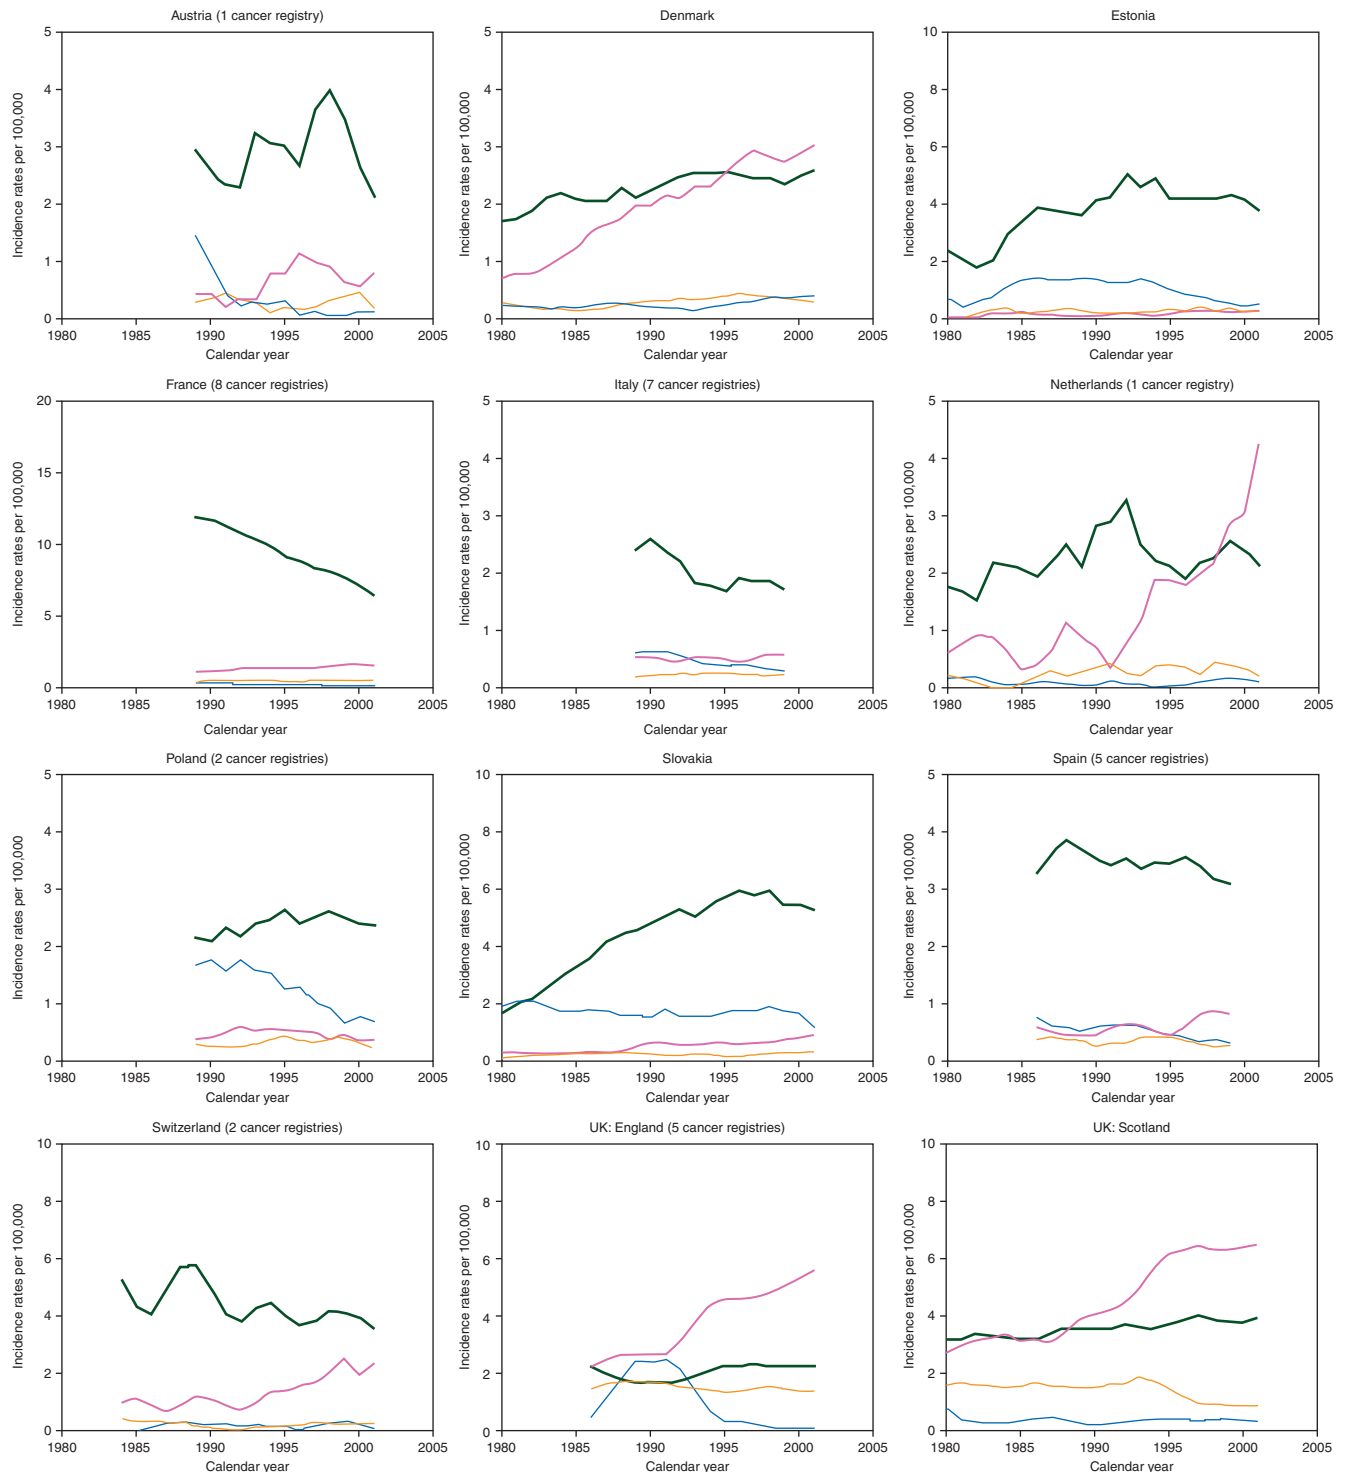 Austria (1 cancer registry)
5
4
3
2
1
0
Incidence rates per 100,000
1980 1985 1990 1995 2000 2005
Calendar year
Denmark
5
4
3
2
1
0
Incidence rates per 100,000
1980 1985 1990 1995 2000 2005
Calendar year
Estonia
10
8
6
4
2
0
Incidence rates per 100,000
1980 1985 1990 1995 2000 2005
Calendar year
France (8 cancer registries)
20
15
10
5
0
Incidence rates per 100,000
1980 1985 1990 1995 2000 2005
Calendar year
Italy (7 cancer registries)
5
4
3
2
1
0
Incidence rates per 100,000
1980 1985 1990 1995 2000 2005
Calendar year
Netherlands (1 cancer registry)
5
4
3
2
1
0
Incidence rates per 100,000
1980 1985 1990 1995 2000 2005
Calendar year
Poland (2 cancer registries)
5
4
3
2
1
0
Incidence rates per 100,000
1980 1985 1990 1995 2000 2005
Calendar year
Slovakia
10
8
6
4
2
0
Incidence rates per 100,000
1980 1985 1990 1995 2000 2005
Calendar year
Spain (5 cancer registries)
5
4
3
2
1
0
Incidence rates per 100,000
1980 1985 1990 1995 2000 2005
Calendar year
Switzerland (2 cancer registries)
10
8
6
4
2
0
Incidence rates per 100,000
1980 1985 1990 1995 2000 2005
Calendar year
UK: England (5 cancer registries)
10
8
6
4
2
0
Incidence rates per 100,000
1980 1985 1990 1995 2000 2005
Calendar year
UK: Scotland
10
8
6
4
2
0
Incidence rates per 100,000
1980 1985 1990 1995 2000 2005
Calendar year